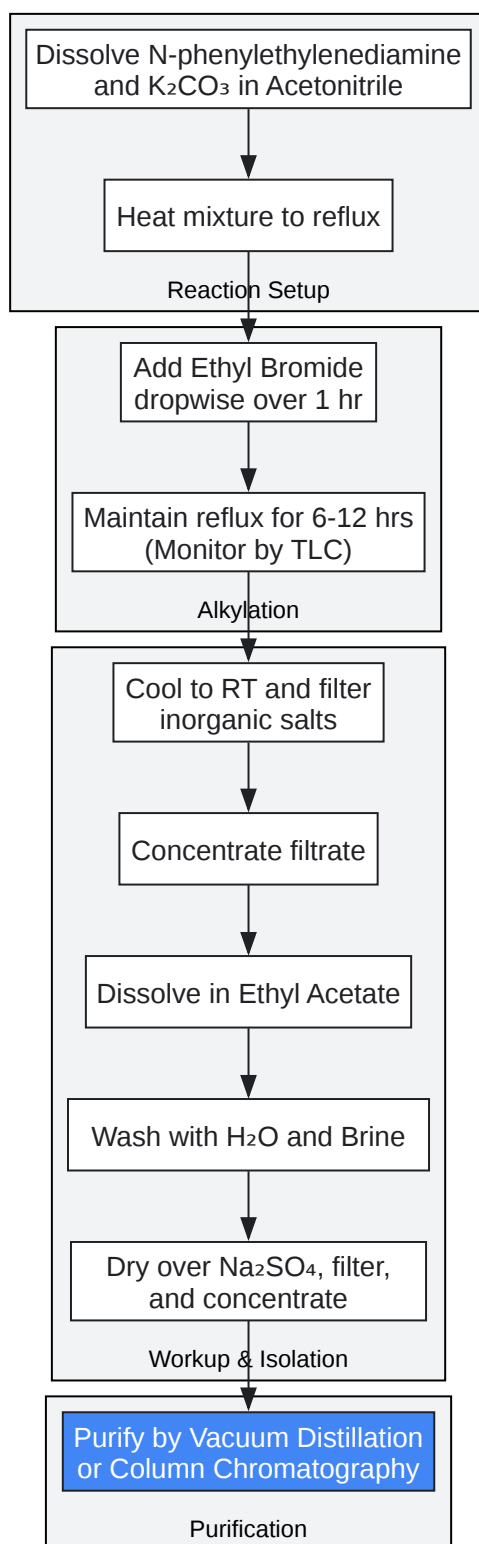 Dissolve N-phenylethylenediamine
and K₂CO₃ in Acetonitrile
Heat mixture to reflux
Reaction Setup
Add Ethyl Bromide
dropwise over 1 hr
Maintain reflux for 6-12 hrs
(Monitor by TLC)
Alkylation
Cool to RT and filter
inorganic salts
Concentrate filtrate
Dissolve in Ethyl Acetate
Wash with H₂O and Brine
Dry over Na₂SO₄, filter,
and concentrate
Workup & Isolation
Purify by Vacuum Distillation
or Column Chromatography
Purification